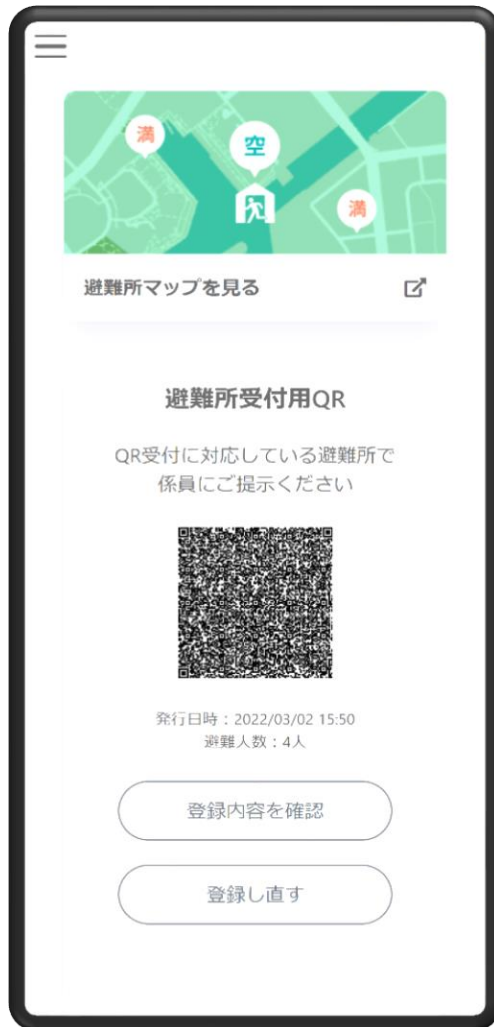 満
空
満
避難所マップを見る
避難所受付用QR
QR受付に対応している避難所で
係員にご提示ください
発行日時：2022/03/02 15:50
避難人数：4人
登録内容を確認
登録し直す